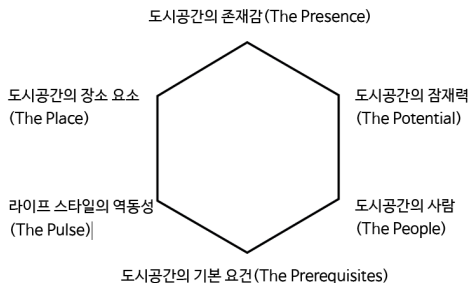 도시공간의 존재감(The Presence)
도시공간의 장소 요소
(The Place)
도시공간의 잠재력
(The Potential)
라이프 스타일의 역동성
(The Pulse)
도시공간의 사람
(The People)
도시공간의 기본 요건(The Prerequisites)